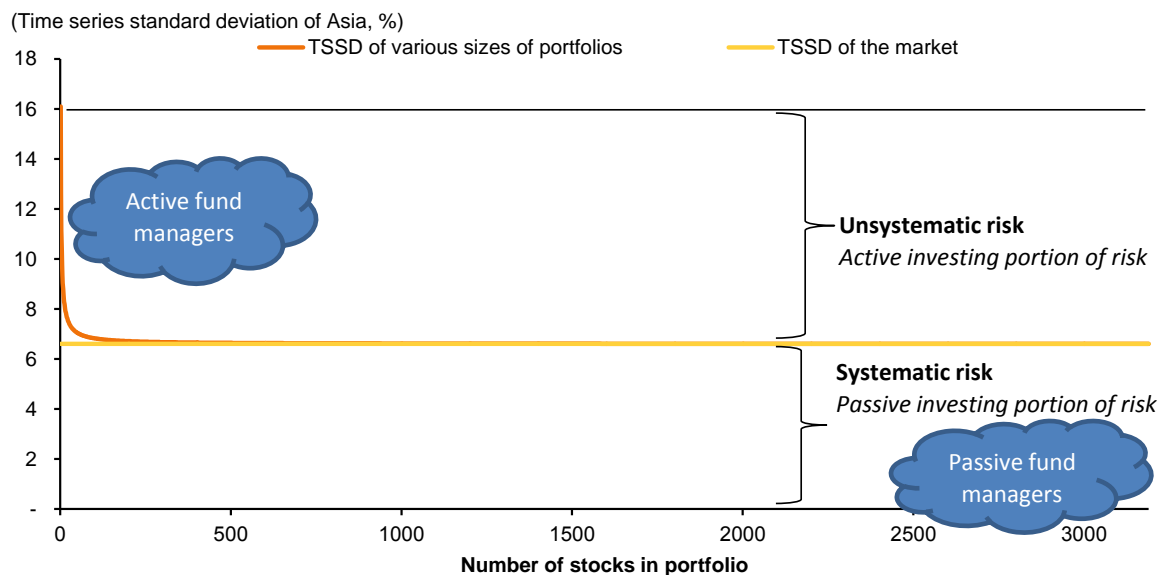 (Time series standard deviation of Asia, %)
TSSD of various sizes of portfolios
TSSD of the market
18
16
14
12
10
8
6
4
2
-
Active fund
managers
Unsystematic risk
Active investing portion of risk
Systematic risk
Passive investing portion of risk
Passive fund
managers
0
500
1000
1500
2000
2500
3000
Number of stocks in portfolio